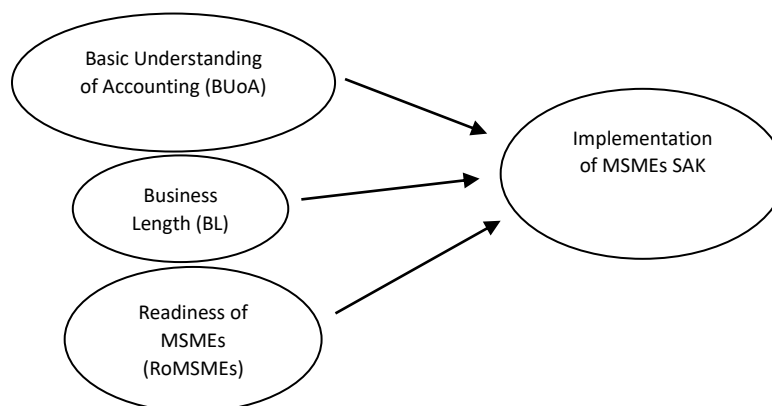 Basic Understanding
of Accounting (BUoA)
Business
Length (BL)
Readiness of
MSMEs
(RoMSMEs)
Implementation
of MSMEs SAK